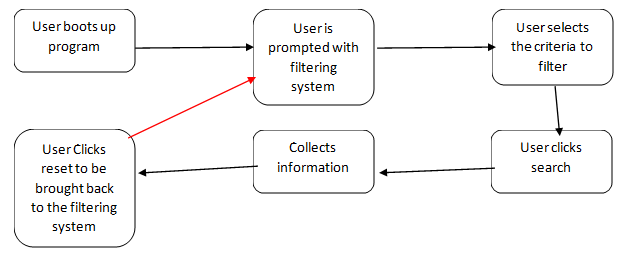 User boots up
program
User is
prompted with
filtering
system
User selects
the criteria to
filter
User clicks
search
Collects
information
User Clicks
reset to be
brought back
to the filtering
system